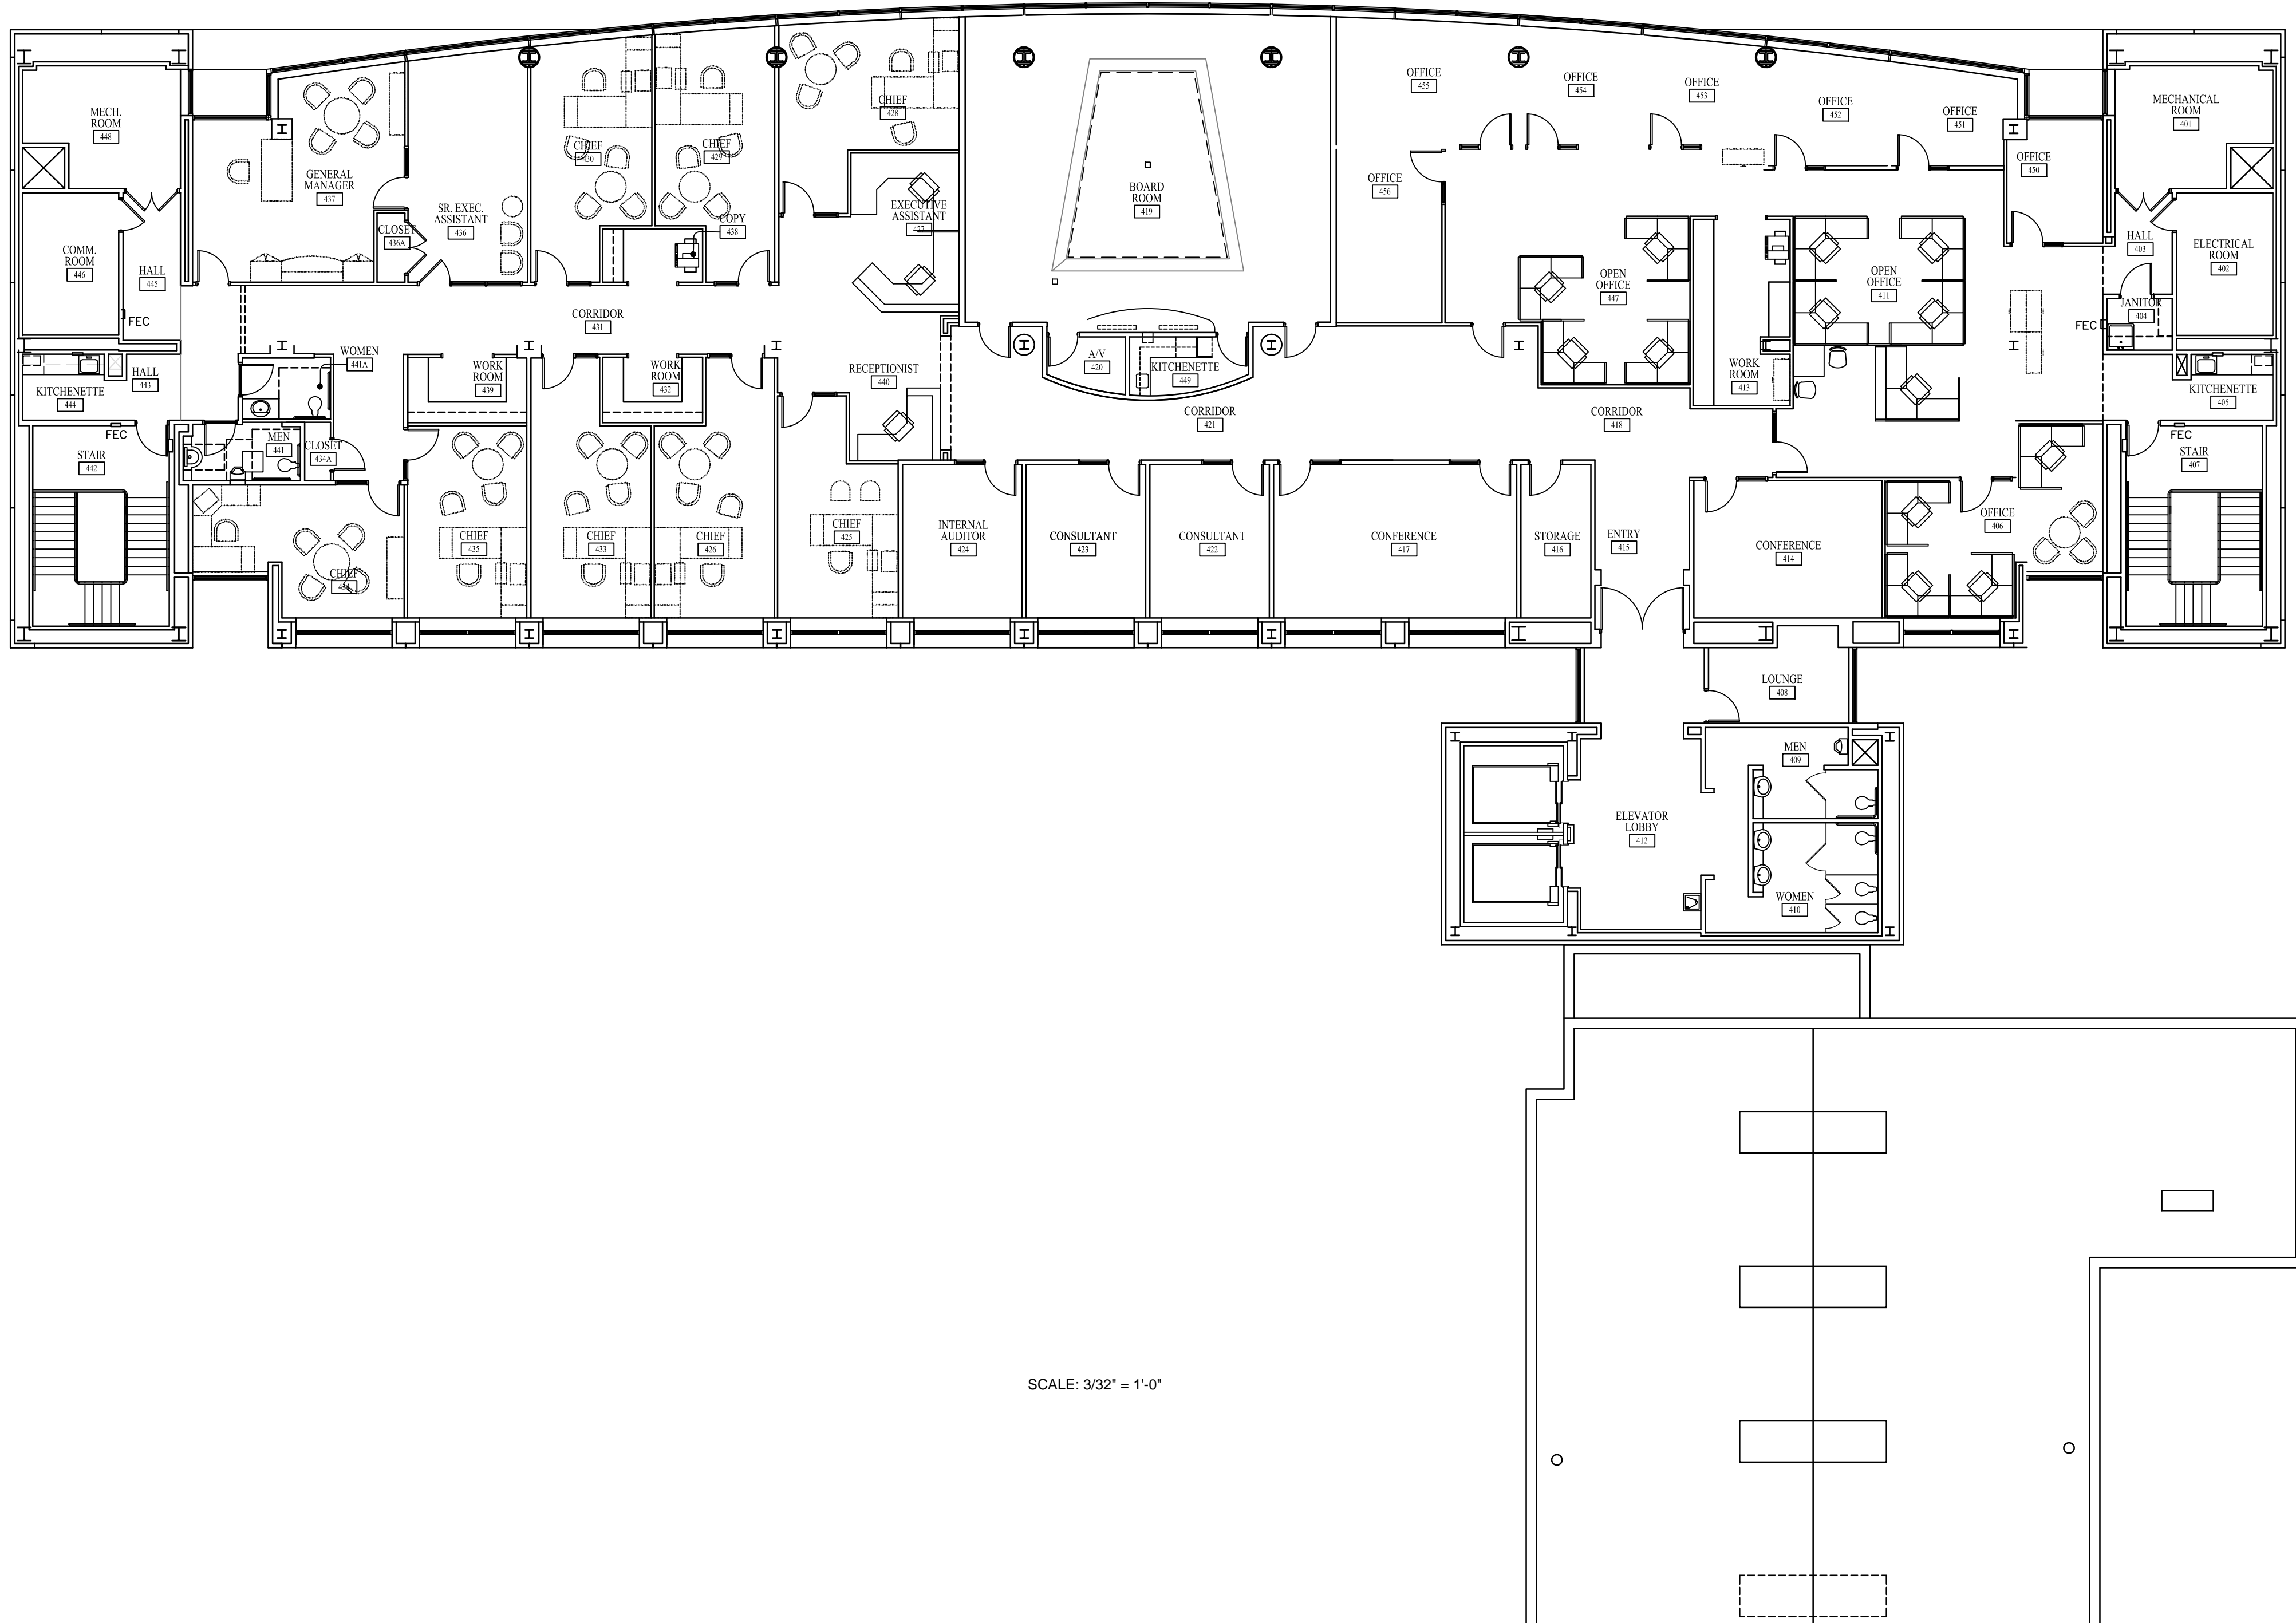 MECH.
ROOM
448
COMM.
ROOM
446
HALL
445
FEC
KITCHENETTE
444
HALL
443
FEC
STAIR
442
GENERAL
MANAGER
437
CLOSET
436A
SR. EXEC.
ASSISTANT
436
CHIEF
430
CHIEF
429
COPY
438
CHIEF
428
EXECUTIVE
ASSISTANT
427
CORRIDOR
431
WOMEN
441A
MEN
441
CLOSET
434A
WORK
ROOM
439
WORK
ROOM
432
RECEPTIONIST
440
CHIEF
CHIEF
435
CHIEF
433
CHIEF
426
CHIEF
425
BOARD
ROOM
419
A/V
420
KITCHENETTE
449
CORRIDOR
421
INTERNAL
AUDITOR
424
CONSULTANT
423
CONSULTANT
422
CONFERENCE
417
STORAGE
416
ENTRY
415
OFFICE
455
OFFICE
454
OFFICE
453
OFFICE
452
OFFICE
451
OFFICE
456
OFFICE
450
OPEN
OFFICE
447
OPEN
OFFICE
411
WORK
ROOM
413
CORRIDOR
418
CONFERENCE
414
OFFICE
406
MECHANICAL
ROOM
401
HALL
403
ELECTRICAL
ROOM
402
JANITOR
404
FEC
KITCHENETTE
405
FEC
STAIR
407
LOUNGE
408
MEN
409
ELEVATOR
LOBBY
412
WOMEN
410
SCALE: 3/32" = 1'-0"